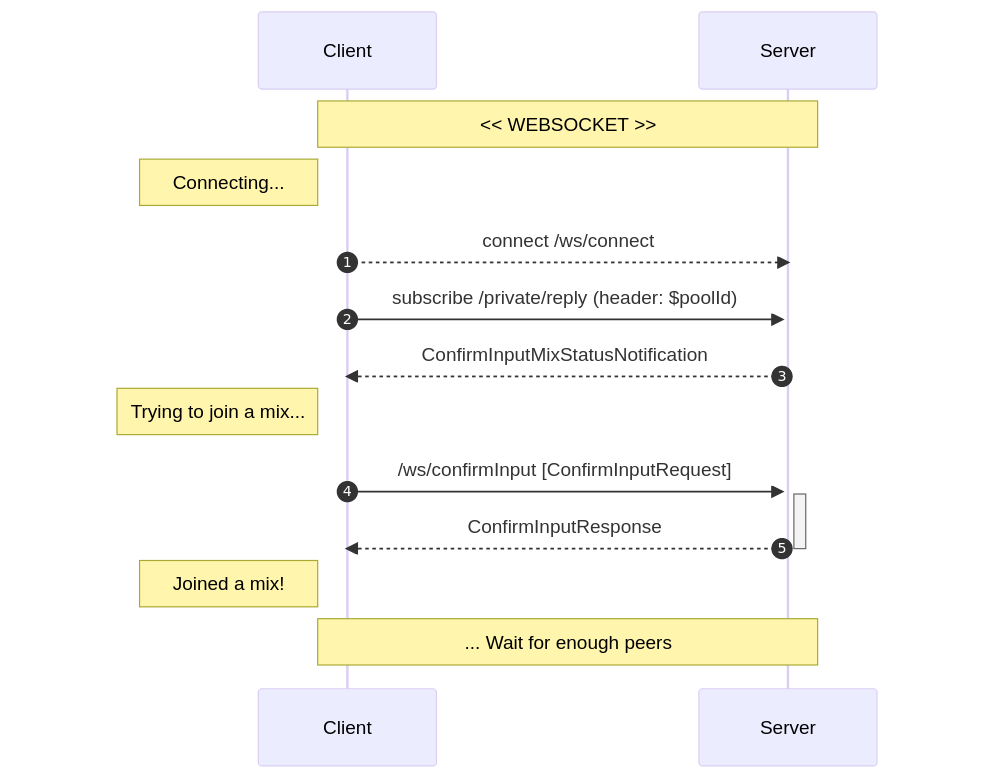 Client
Server
<< WEBSOCKET >>
Connecting...
connect /ws/connect
1
subscribe /private/reply (header: $poolId)
2
ConfirmInputMixStatusNotification
3
Trying to join a mix...
/ws/confirmInput [ConfirmInputRequest]
4
ConfirmInputResponse
5
Joined a mix!
... Wait for enough peers
Client
Server